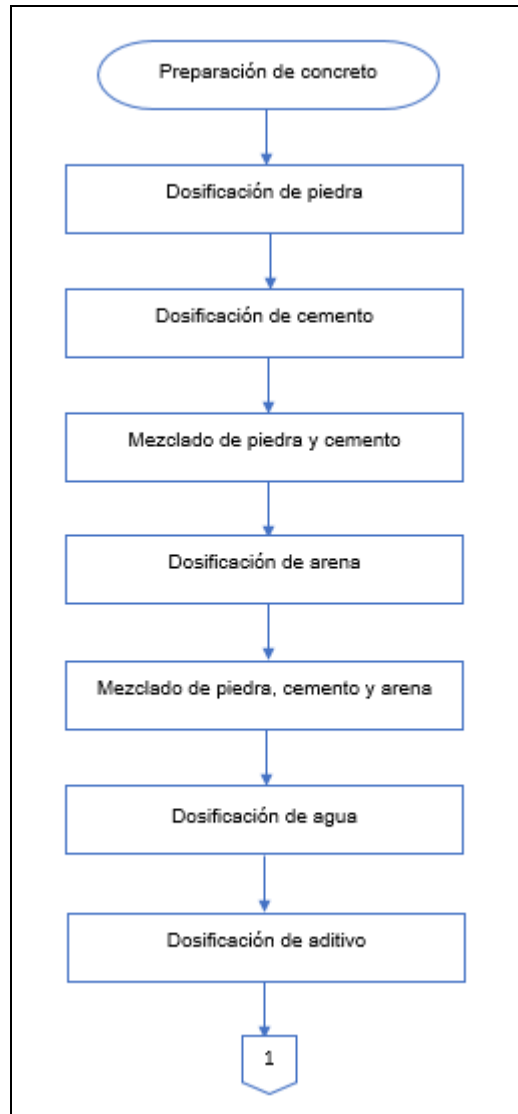 Preparación de concreto
Dosificación de piedra
Dosificación de cemento
Mezclado de piedra y cemento
Dosificación de arena
Mezclado de piedra, cemento y arena
Dosificación de agua
Dosificación de aditivo
1